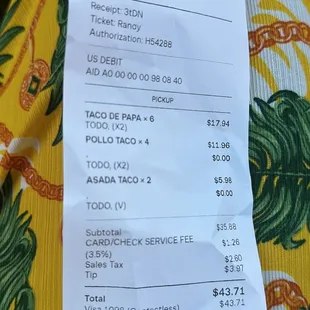 Receipt: 3tDN
Ticket: Randy
Authorization: H54288
US DEBIT
AID A0 00 00 00 98 08 40
PICKUP
TACO DE PAPA × 6 $17.94
TODO, (X2)
POLLO TACO × 4 $11.96
, $0.00
TODO, (X2)
ASADA TACO × 2 $5.98
, $0.00
TODO, (V)
Subtotal $35.88
CARD/CHECK SERVICE FEE $1.26
(3.5%)
Sales Tax $2.60
Tip $3.97
Total $43.71
Visa $43.71